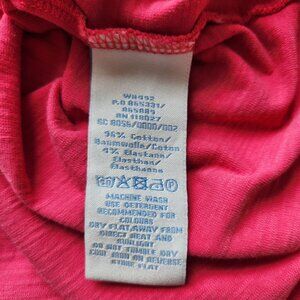 WH492
P.O 865331/
865889
RN 118027
SC 8056/0000/002
96% Cotton/
Baumwolle/Coton
4% Elastane/
Elasthan/
Elasthanne
MACHINE WASH
USE DETERGENT
RECOMMENDED FOR
COLOURS
DRY FLAT,AWAY FROM
DIRECT HEAT AND
SUNLIGHT
DO NOT TUMBLE DRY
COOL IRON ON REVERSE
STORE FLAT